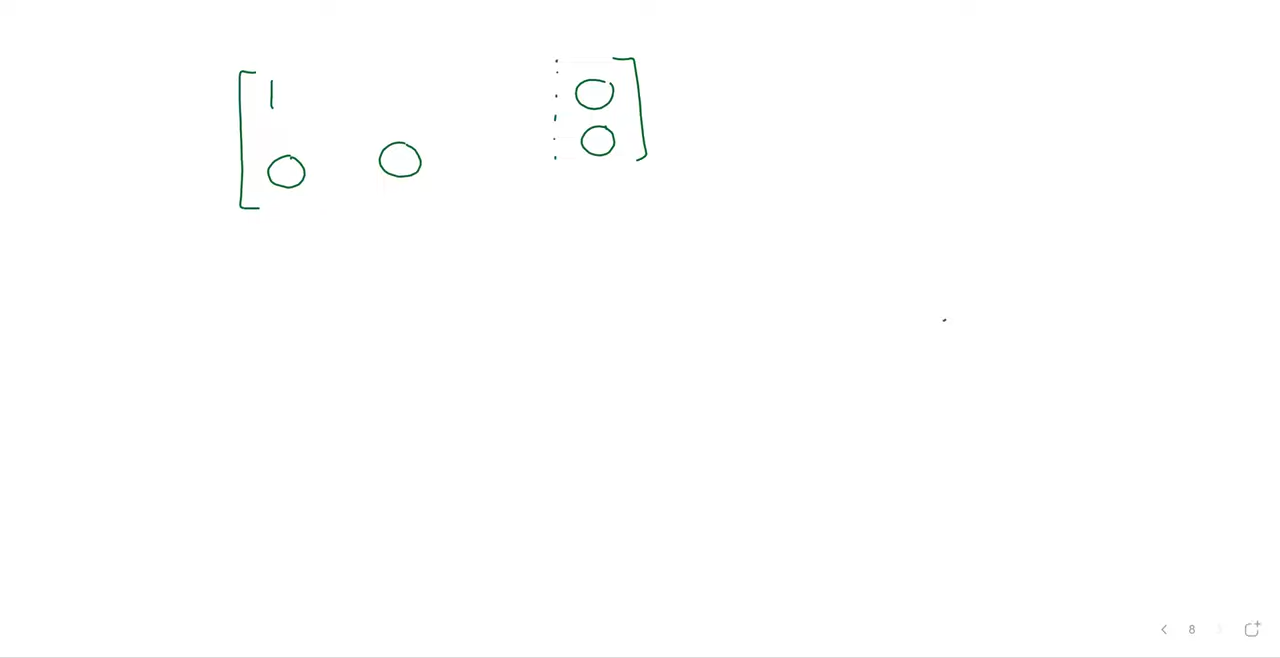 [ 1 ⋮ 0 ]
[ 0 0 ⋮ 0 ]
8